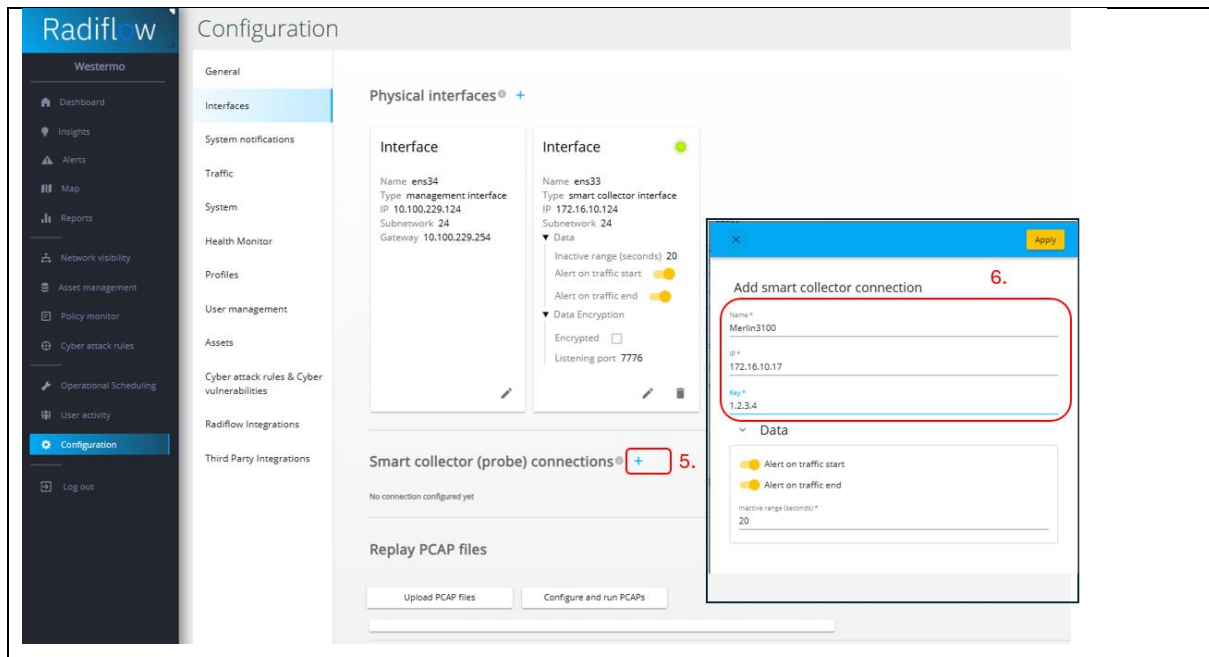 Radiflow
Westermo
Dashboard
Insights
Alerts
Map
Reports
Network visibility
Asset management
Policy monitor
Cyber attack rules
Operational Scheduling
User activity
Configuration
Log out
Configuration
General
Interfaces
System notifications
Traffic
System
Health Monitor
Profiles
User management
Assets
Cyber attack rules & Cyber
vulnerabilities
Radiflow Integrations
Third Party Integrations
Physical interfaces +
Interface
Name ens34
Type management interface
IP 10.100.229.124
Subnetwork 24
Gateway 10.100.229.254
Interface
Name ens33
Type smart collector interface
IP 172.16.10.124
Subnetwork 24
Data
Inactive range (seconds) 20
Alert on traffic start
Alert on traffic end
Data Encryption
Encrypted
Listening port 7776
Smart collector (probe) connections + 5.
No connection configured yet
Replay PCAP files
Upload PCAP files
Configure and run PCAPs
Apply
6.
Add smart collector connection
Name *
Merlin3100
IP *
172.16.10.17
Key *
1.2.3.4
Data
Alert on traffic start
Alert on traffic end
Inactive range (seconds) *
20